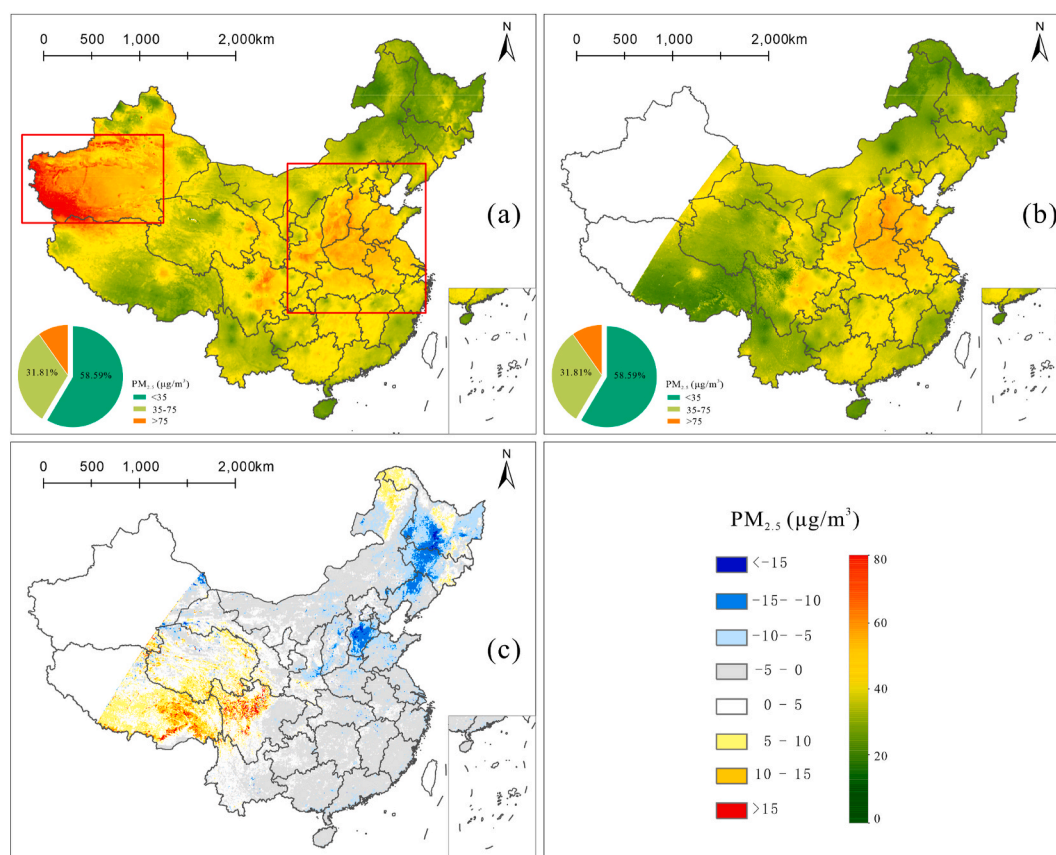 N
0 500 1,000 2,000km
(a)
31.81%
58.59%
PM2.5 (μg/m³)
<35
35-75
>75
N
0 500 1,000 2,000km
(b)
31.81%
58.59%
PM2.5 (μg/m³)
<35
35-75
>75
N
0 500 1,000 2,000km
(c)
PM2.5 (μg/m³)
<-15
-15- -10
-10- -5
-5 - 0
0 - 5
5 - 10
10 - 15
>15
80
60
40
20
0